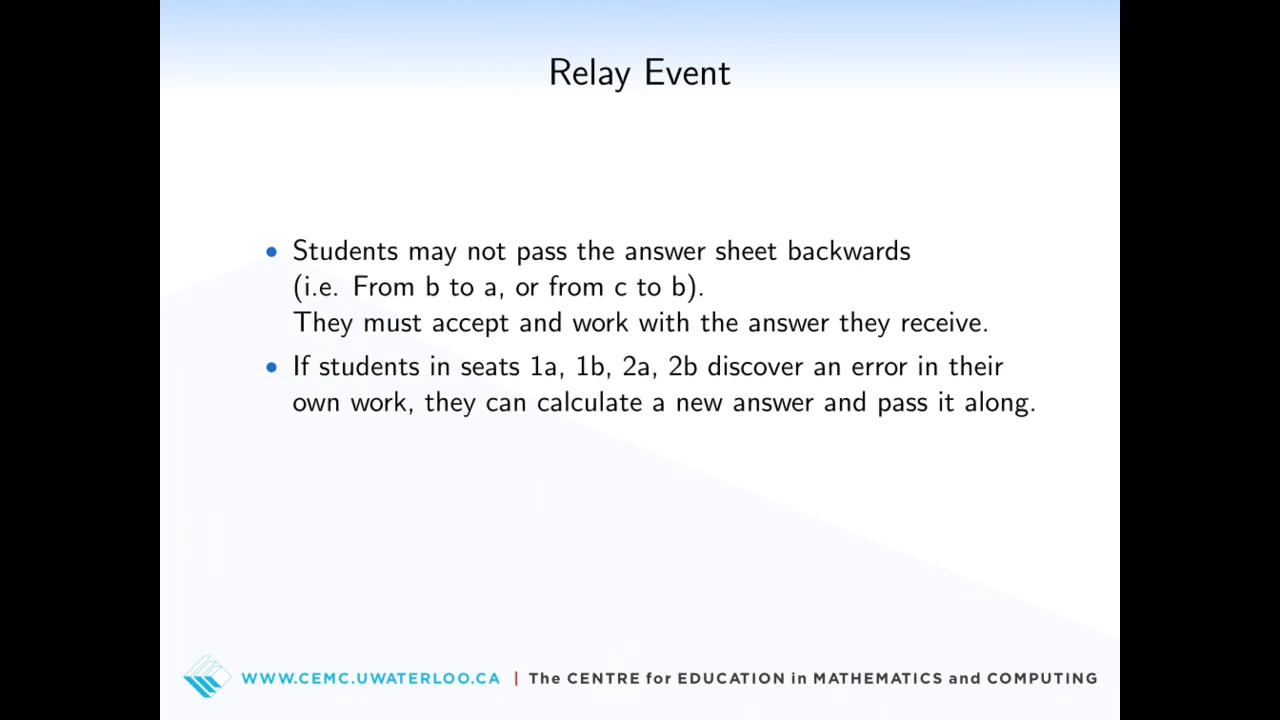 Relay Event
• Students may not pass the answer sheet backwards
(i.e. From b to a, or from c to b).
They must accept and work with the answer they receive.
• If students in seats 1a, 1b, 2a, 2b discover an error in their
own work, they can calculate a new answer and pass it along.
WWW.CEMC.UWATERLOO.CA | The CENTRE for EDUCATION in MATHEMATICS and COMPUTING